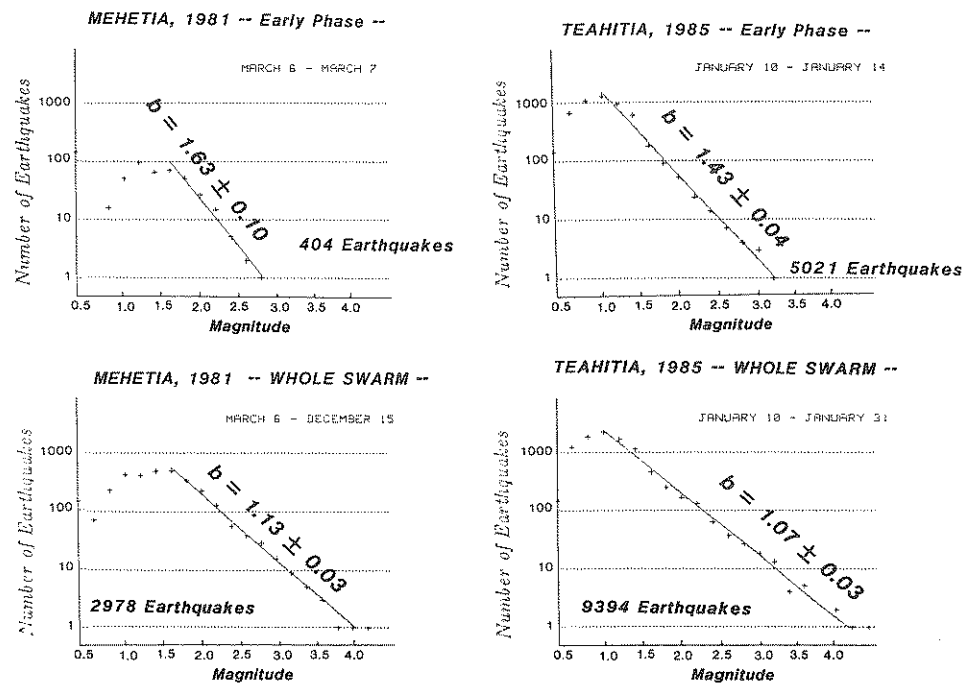 MEHETIA, 1981 -- Early Phase --
MARCH 6 - MARCH 7
Number of Earthquakes
1000
100
10
1
b = 1.63 ± 0.10
404 Earthquakes
0.5 1.0 1.5 2.0 2.5 3.0 3.5 4.0
Magnitude
TEAHITIA, 1985 -- Early Phase --
JANUARY 10 - JANUARY 14
Number of Earthquakes
1000
100
10
1
b = 1.43 ± 0.04
5021 Earthquakes
0.5 1.0 1.5 2.0 2.5 3.0 3.5 4.0
Magnitude
MEHETIA, 1981 -- WHOLE SWARM --
MARCH 6 - DECEMBER 15
Number of Earthquakes
1000
100
10
1
b = 1.13 ± 0.03
2978 Earthquakes
0.5 1.0 1.5 2.0 2.5 3.0 3.5 4.0
Magnitude
TEAHITIA, 1985 -- WHOLE SWARM --
JANUARY 10 - JANUARY 31
Number of Earthquakes
1000
100
10
1
b = 1.07 ± 0.03
9394 Earthquakes
0.5 1.0 1.5 2.0 2.5 3.0 3.5 4.0
Magnitude